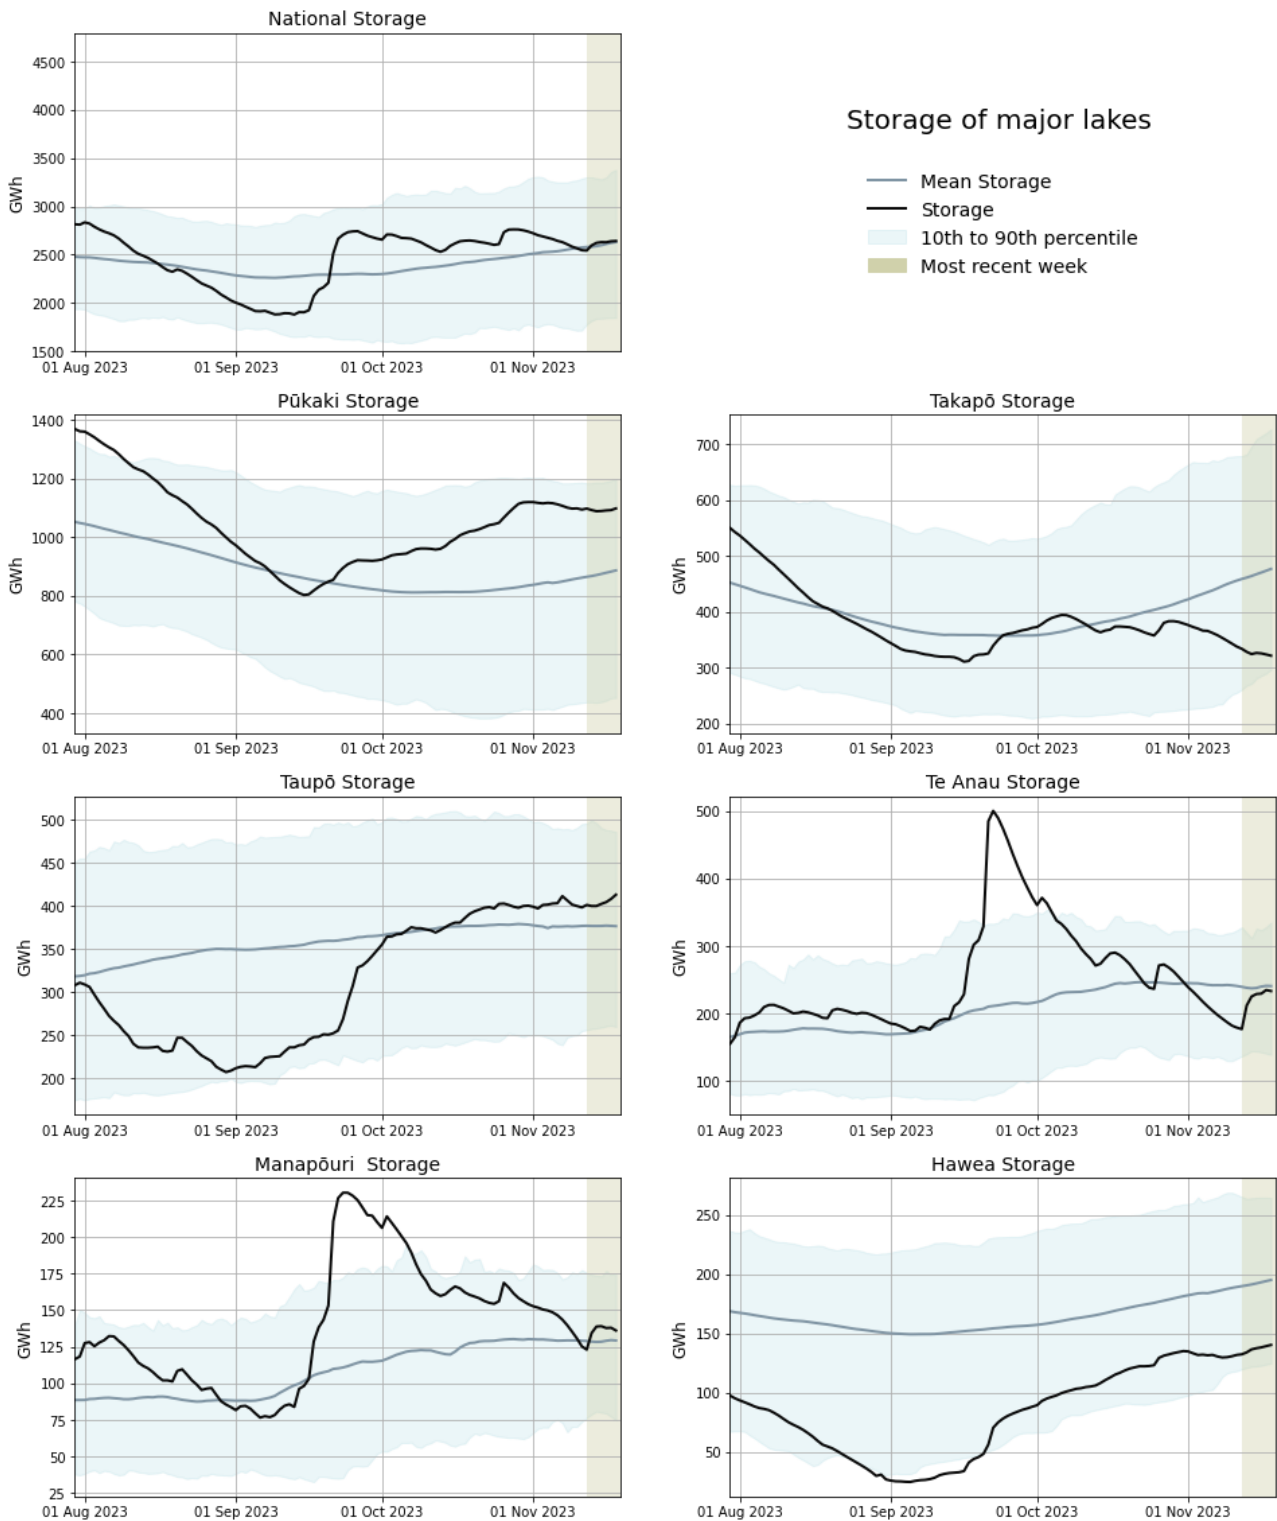 National Storage
4500
4000
3500
3000
2500
2000
1500
GWh
01 Aug 2023 01 Sep 2023 01 Oct 2023 01 Nov 2023
Storage of major lakes
Mean Storage
Storage
10th to 90th percentile
Most recent week
Pūkaki Storage
1400
1200
1000
800
600
400
GWh
01 Aug 2023 01 Sep 2023 01 Oct 2023 01 Nov 2023
Takapō Storage
700
600
500
400
300
200
GWh
01 Aug 2023 01 Sep 2023 01 Oct 2023 01 Nov 2023
Taupō Storage
500
450
400
350
300
250
200
GWh
01 Aug 2023 01 Sep 2023 01 Oct 2023 01 Nov 2023
Te Anau Storage
500
400
300
200
100
GWh
01 Aug 2023 01 Sep 2023 01 Oct 2023 01 Nov 2023
Manapōuri  Storage
225
200
175
150
125
100
75
50
25
GWh
01 Aug 2023 01 Sep 2023 01 Oct 2023 01 Nov 2023
Hawea Storage
250
200
150
100
50
GWh
01 Aug 2023 01 Sep 2023 01 Oct 2023 01 Nov 2023